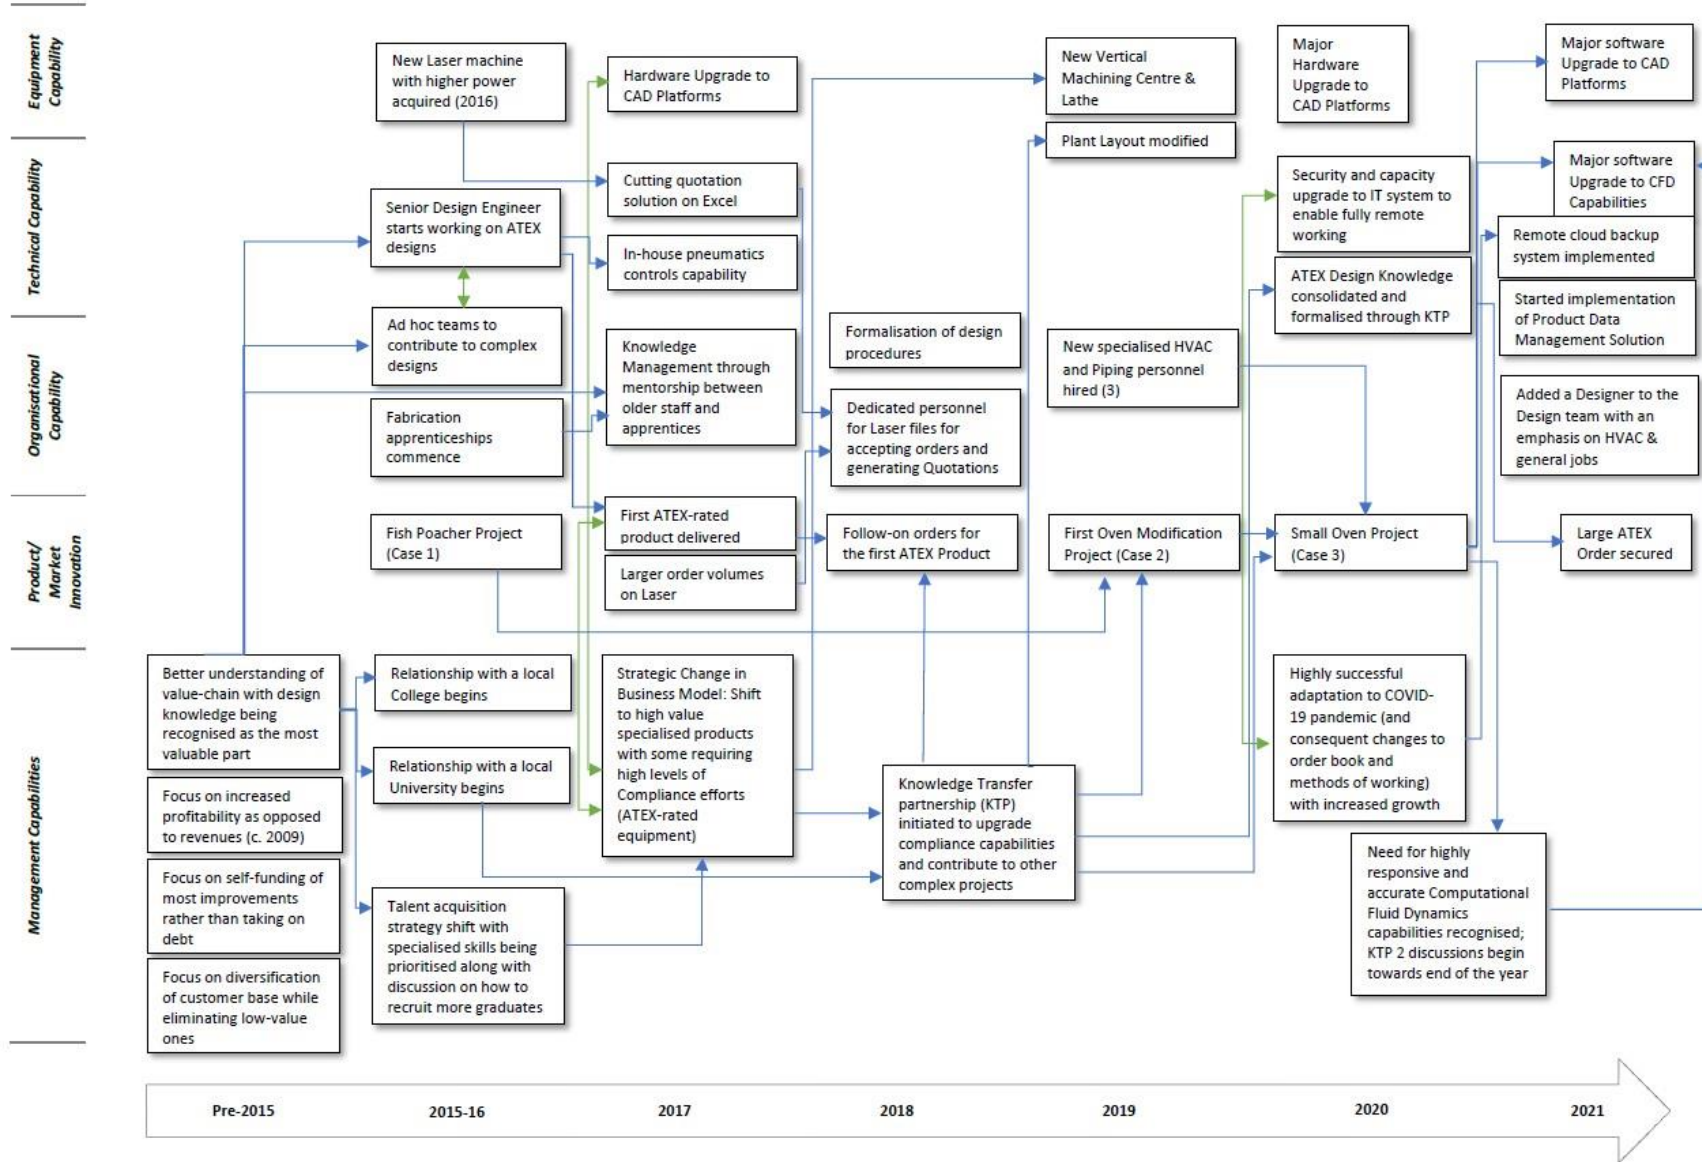 Equipment
Capability
New Laser machine
with higher power
acquired (2016)
Hardware Upgrade to
CAD Platforms
New Vertical
Machining Centre &
Lathe
Plant Layout modified
Major
Hardware
Upgrade to
CAD Platforms
Major software
Upgrade to CAD
Platforms
Technical Capability
Senior Design Engineer
starts working on ATEX
designs
Cutting quotation
solution on Excel
In-house pneumatics
controls capability
Security and capacity
upgrade to IT system to
enable fully remote
working
ATEX Design Knowledge
consolidated and
formalised through KTP
Major software
Upgrade to CFD
Capabilities
Remote cloud backup
system implemented
Started implementation
of Product Data
Management Solution
Organisational
Capability
Ad hoc teams to
contribute to complex
designs
Fabrication
apprenticeships
commence
Knowledge
Management through
mentorship between
older staff and
apprentices
Formalisation of design
procedures
Dedicated personnel
for Laser files for
accepting orders and
generating Quotations
New specialised HVAC
and Piping personnel
hired (3)
Added a Designer to the
Design team with an
emphasis on HVAC &
general jobs
Product/
Market
Innovation
Fish Poacher Project
(Case 1)
First ATEX-rated
product delivered
Larger order volumes
on Laser
Follow-on orders for
the first ATEX Product
First Oven Modification
Project (Case 2)
Small Oven Project
(Case 3)
Large ATEX
Order secured
Management Capabilities
Better understanding of
value-chain with design
knowledge being
recognised as the most
valuable part
Focus on increased
profitability as opposed
to revenues (c. 2009)
Focus on self-funding of
most improvements
rather than taking on
debt
Focus on diversification
of customer base while
eliminating low-value
ones
Relationship with a local
College begins
Relationship with a local
University begins
Talent acquisition
strategy shift with
specialised skills being
prioritised along with
discussion on how to
recruit more graduates
Strategic Change in
Business Model: Shift
to high value
specialised products
with some requiring
high levels of
Compliance efforts
(ATEX-rated
equipment)
Knowledge Transfer
partnership (KTP)
initiated to upgrade
compliance capabilities
and contribute to other
complex projects
Highly successful
adaptation to COVID-
19 pandemic (and
consequent changes to
order book and
methods of working)
with increased growth
Need for highly
responsive and
accurate Computational
Fluid Dynamics
capabilities recognised;
KTP 2 discussions begin
towards end of the year
Pre-2015
2015-16
2017
2018
2019
2020
2021